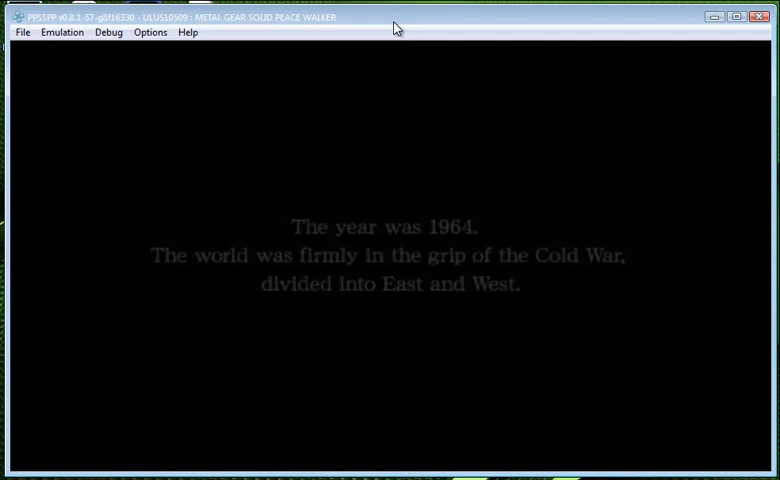 PPSSPP v0.8.1-57-g8f16330 - ULUS10509 : METAL GEAR SOLID PEACE WALKER
File Emulation Debug Options Help
The year was 1964.
The world was firmly in the grip of the Cold War,
divided into East and West.